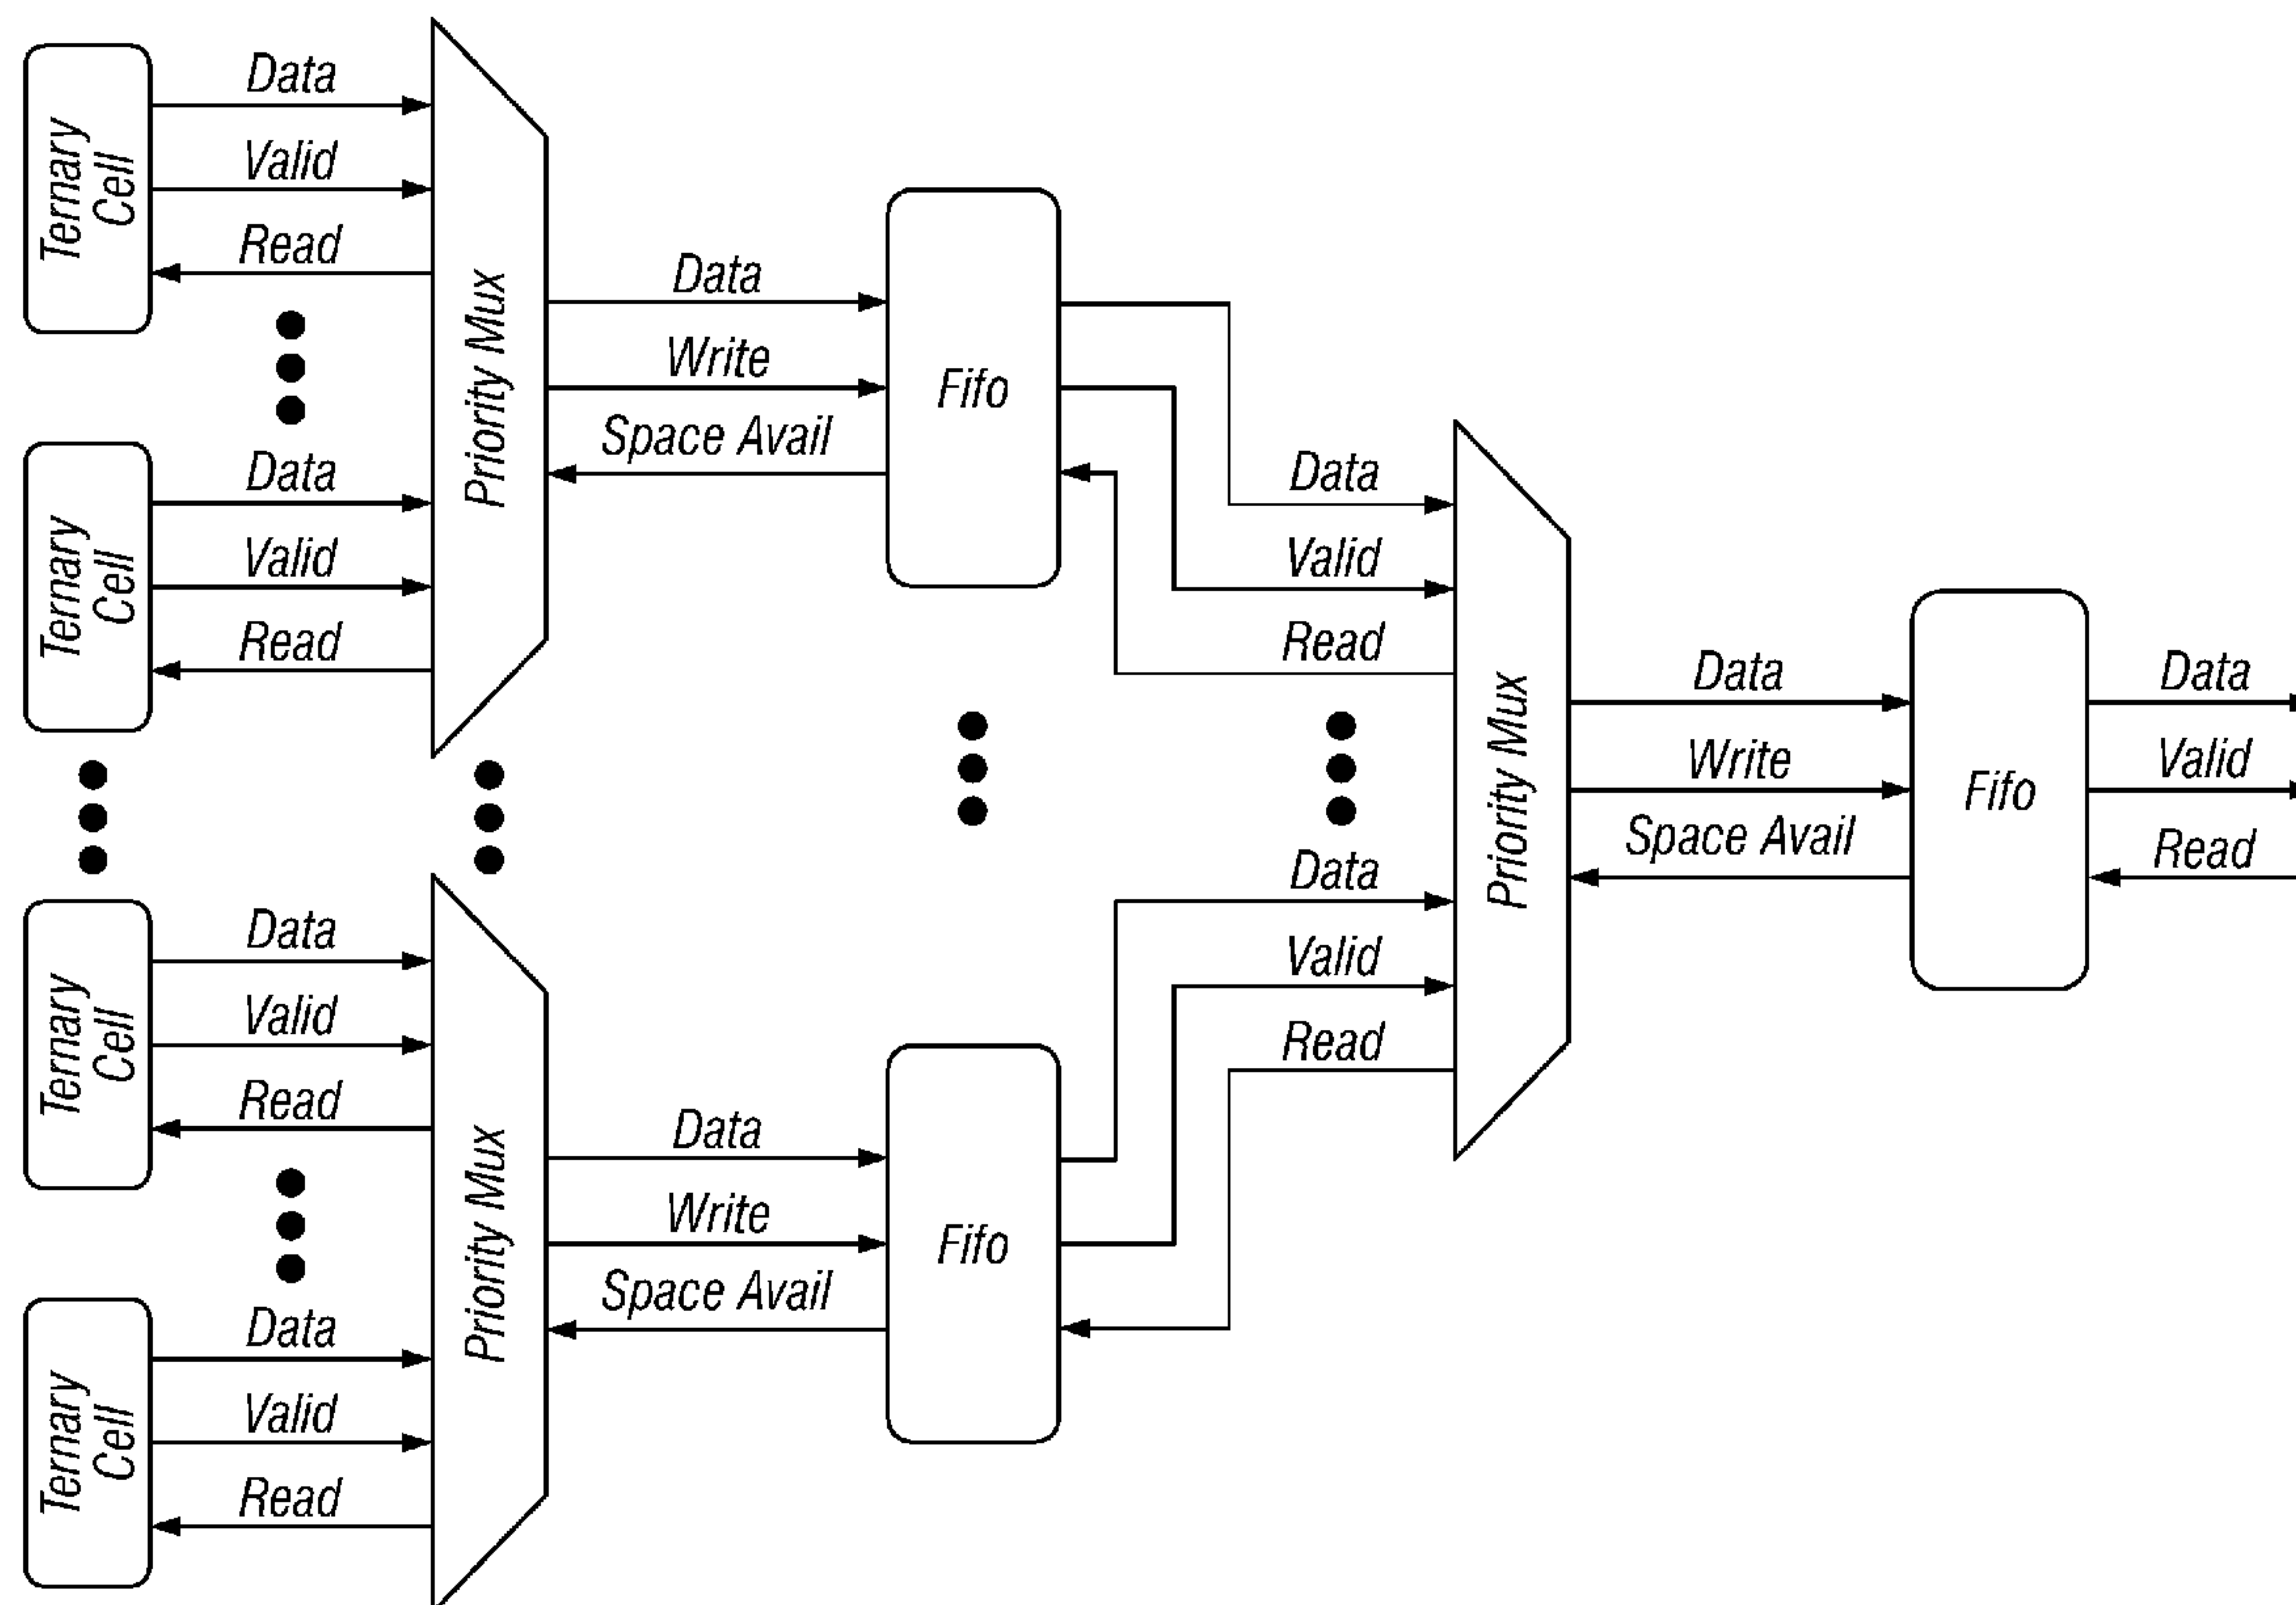 Ternary
Cell
Data
Valid
Read
Ternary
Cell
Data
Valid
Read
Priority Mux
Data
Write
Space Avail
Fifo
Data
Valid
Read
Ternary
Cell
Data
Valid
Read
Ternary
Cell
Data
Valid
Read
Priority Mux
Data
Write
Space Avail
Fifo
Data
Valid
Read
Priority Mux
Data
Write
Space Avail
Fifo
Data
Valid
Read